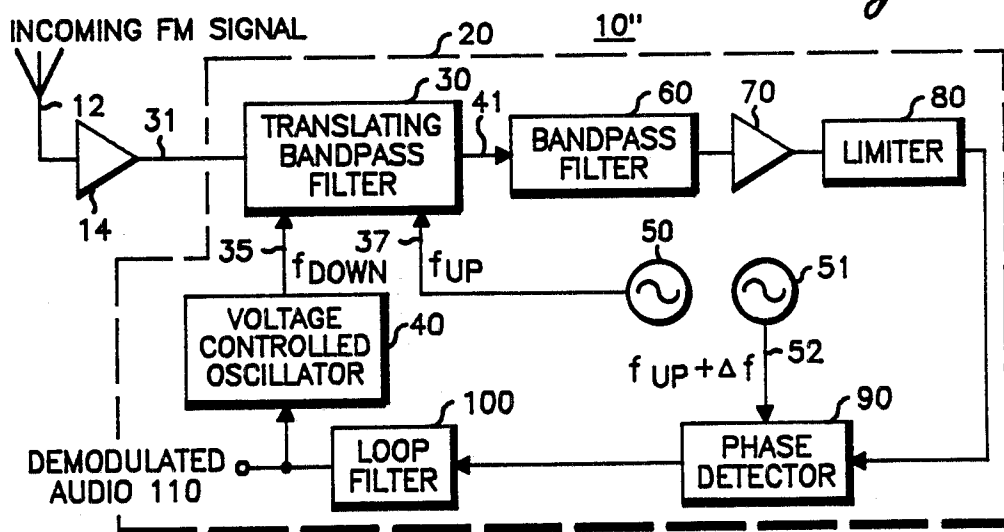 INCOMING FM SIGNAL
20
10"
12
31
30
41
60
70
80
TRANSLATING
BANDPASS
FILTER
BANDPASS
FILTER
LIMITER
14
35
fDOWN
37
fUP
50
51
VOLTAGE
CONTROLLED
OSCILLATOR
40
52
f UP + Δ f
100
90
LOOP
FILTER
PHASE
DETECTOR
DEMODULATED
AUDIO 110